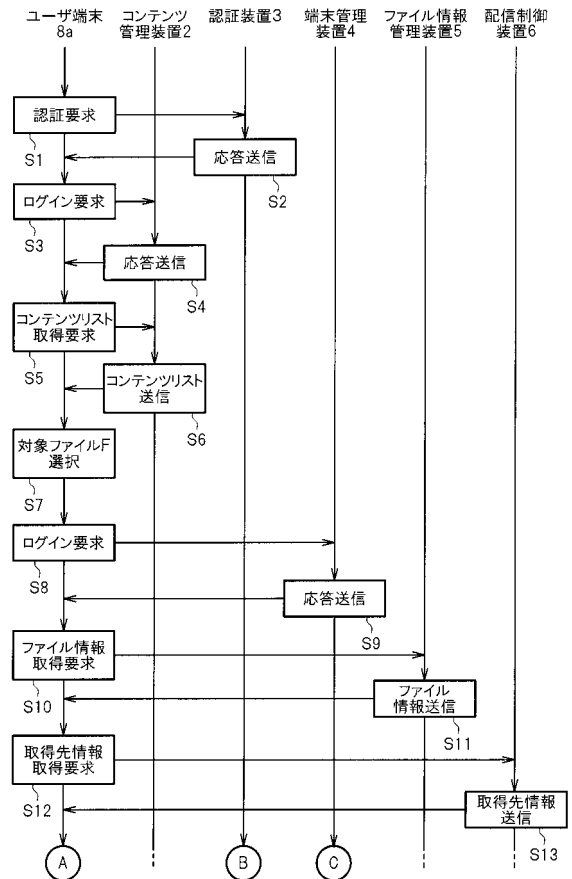 ユーザ端末
8a
コンテンツ
管理装置2
認証装置3
端末管理
装置4
ファイル情報
管理装置5
配信制御
装置6
認証要求
S1
応答送信
S2
ログイン要求
S3
応答送信
S4
コンテンツリスト
取得要求
S5
コンテンツリスト
送信
S6
対象ファイルF
選択
S7
ログイン要求
S8
応答送信
S9
ファイル情報
取得要求
S10
ファイル
情報送信
S11
取得先情報
取得要求
S12
取得先情報
送信
S13
A
B
C